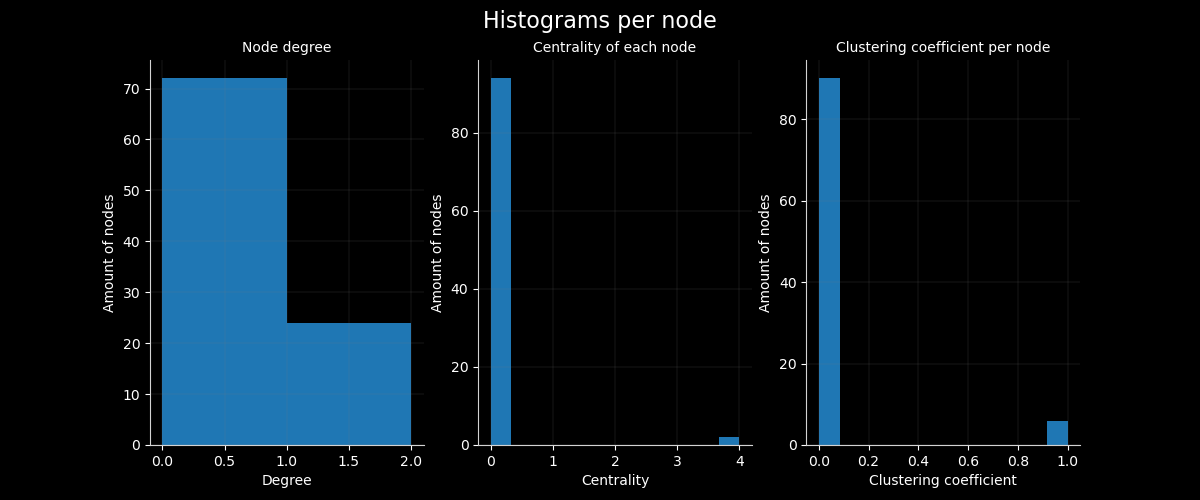 Histograms per node
Node degree
Amount of nodes
70
60
50
40
30
20
10
0
0.0 0.5 1.0 1.5 2.0
Degree
Centrality of each node
Amount of nodes
80
60
40
20
0
0 1 2 3 4
Centrality
Clustering coefficient per node
Amount of nodes
80
60
40
20
0
0.0 0.2 0.4 0.6 0.8 1.0
Clustering coefficient